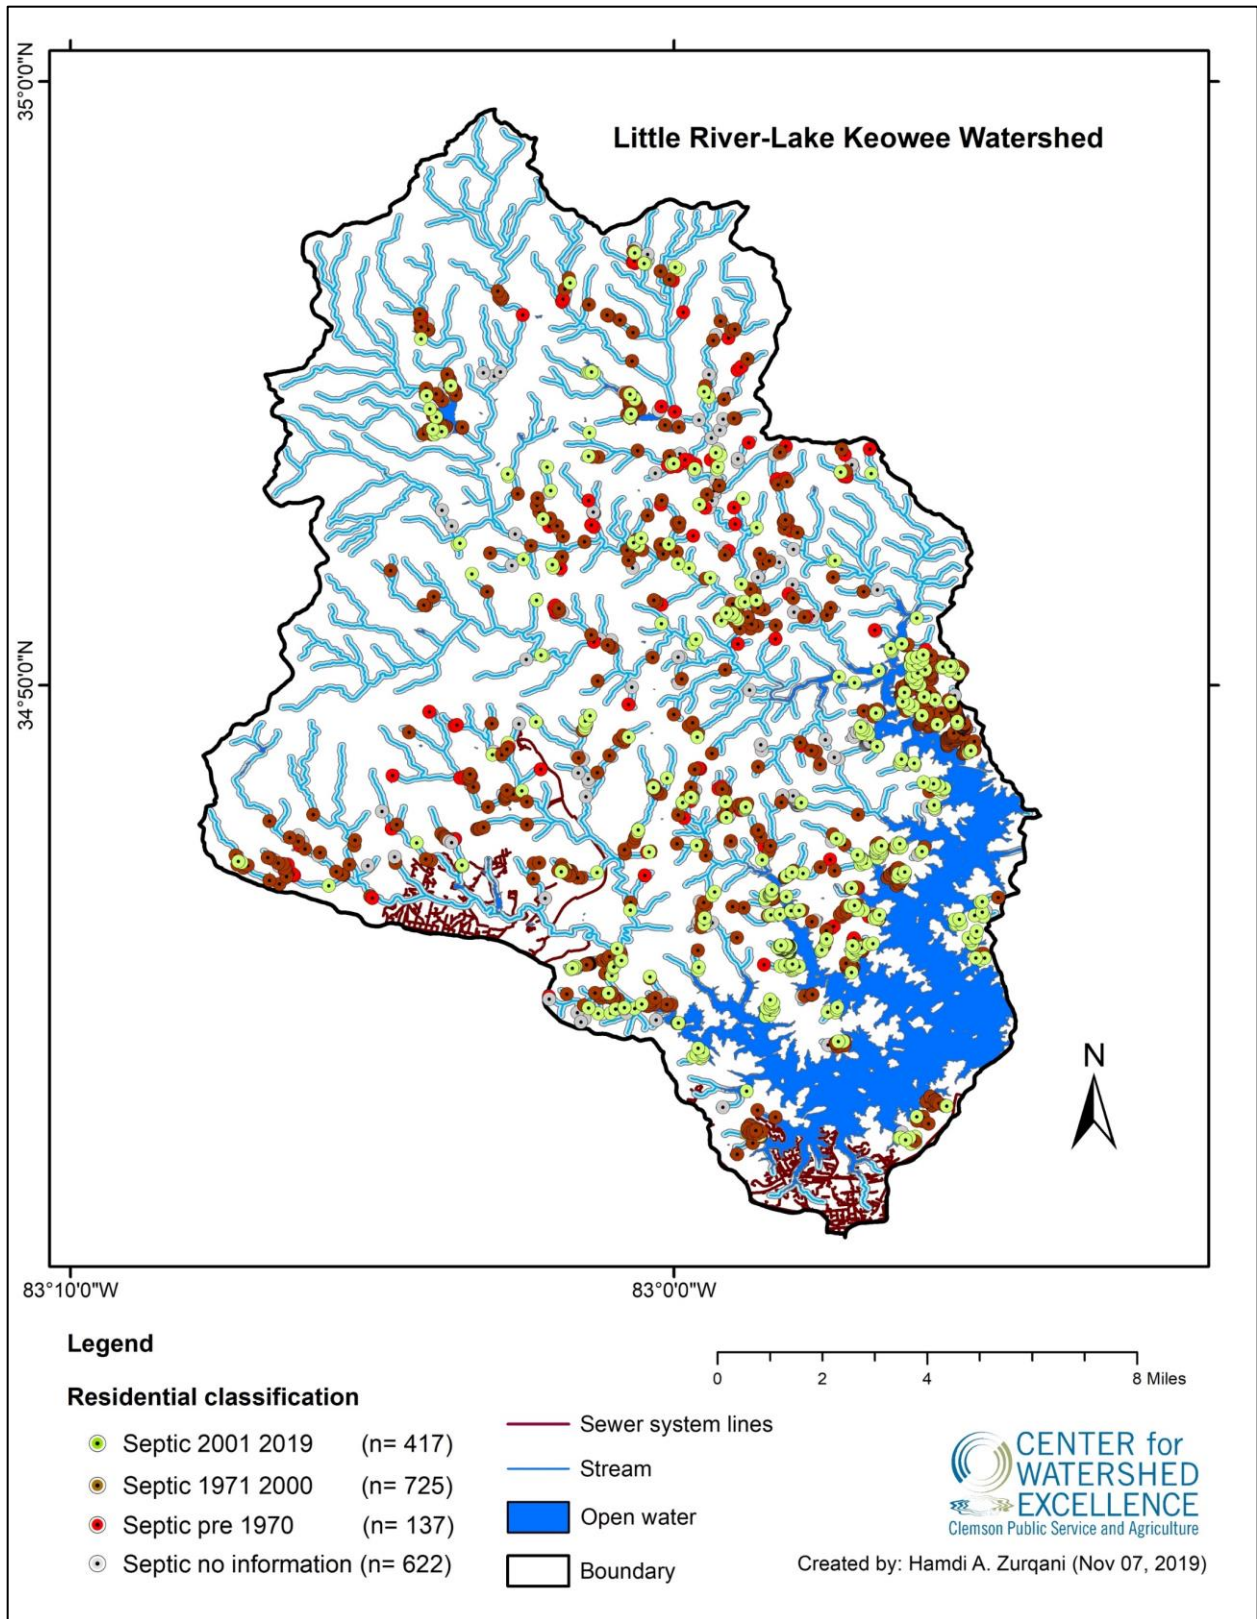 Little River-Lake Keowee Watershed
35°0'0"N
34°50'0"N
83°10'0"W
83°0'0"W
N
Legend
Residential classification
Septic 2001 2019 (n= 417)
Septic 1971 2000 (n= 725)
Septic pre 1970 (n= 137)
Septic no information (n= 622)
Sewer system lines
Stream
Open water
Boundary
0 2 4 8 Miles
CENTER for
WATERSHED
EXCELLENCE
Clemson Public Service and Agriculture
Created by: Hamdi A. Zurqani (Nov 07, 2019)